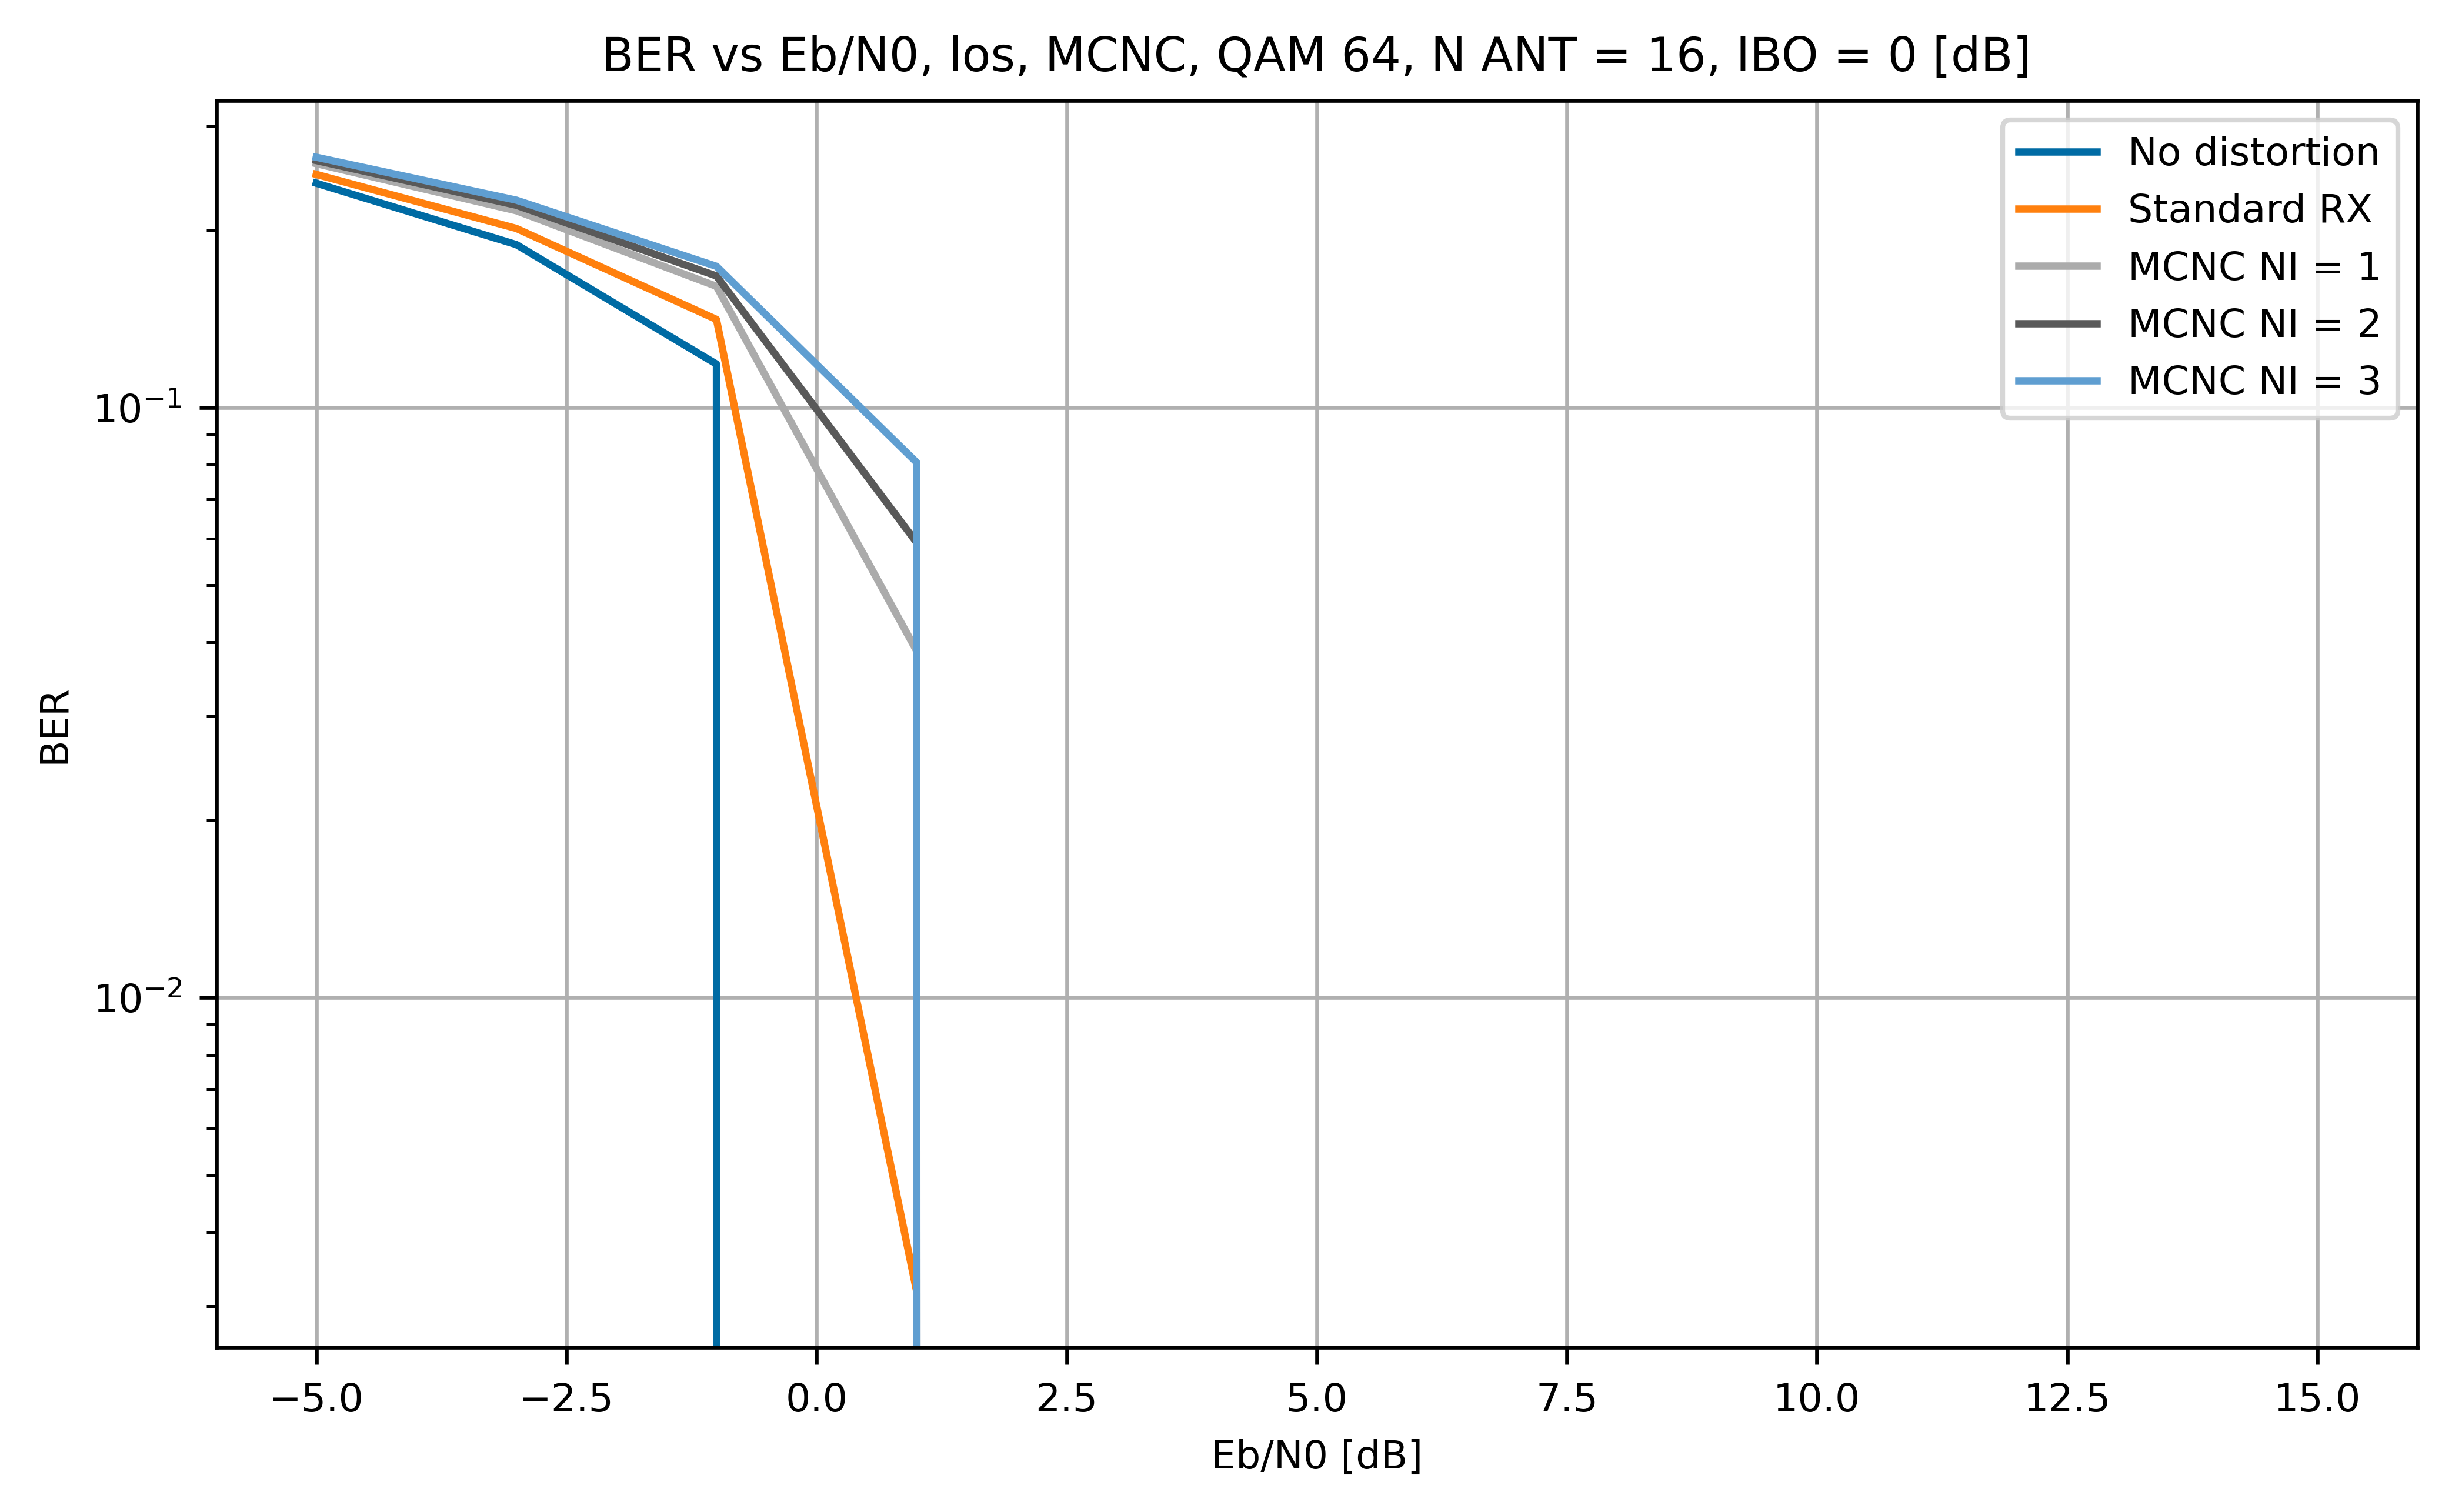 BER vs Eb/N0, los, MCNC, QAM 64, N ANT = 16, IBO = 0 [dB]
No distortion
Standard RX
MCNC NI = 1
MCNC NI = 2
MCNC NI = 3
10⁻¹
10⁻²
BER
−5.0 −2.5 0.0 2.5 5.0 7.5 10.0 12.5 15.0
Eb/N0 [dB]